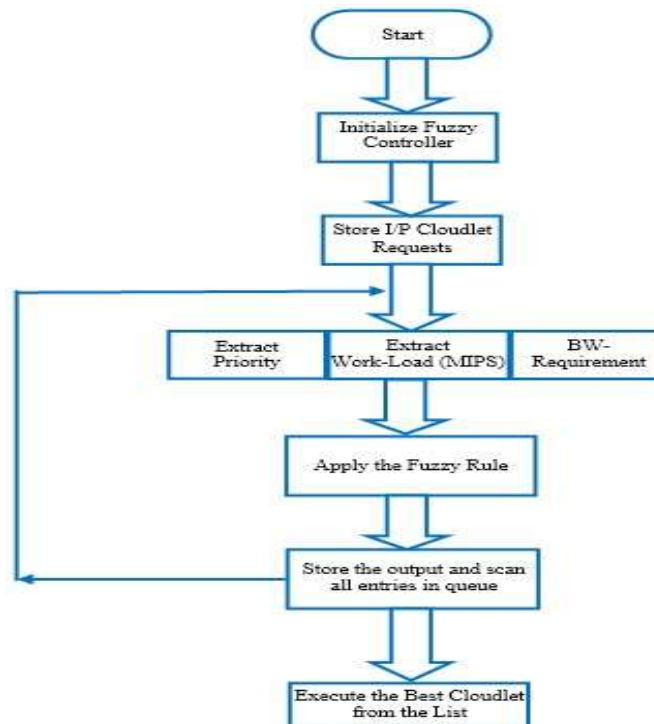 Start
Initialize Fuzzy
Controller
Store I/P Cloudlet
Requests
Extract
Priority
Extract
Work-Load (MIPS)
BW-
Requirement
Apply the Fuzzy Rule
Store the output and scan
all entries in queue
Execute the Best Cloudlet
from the List